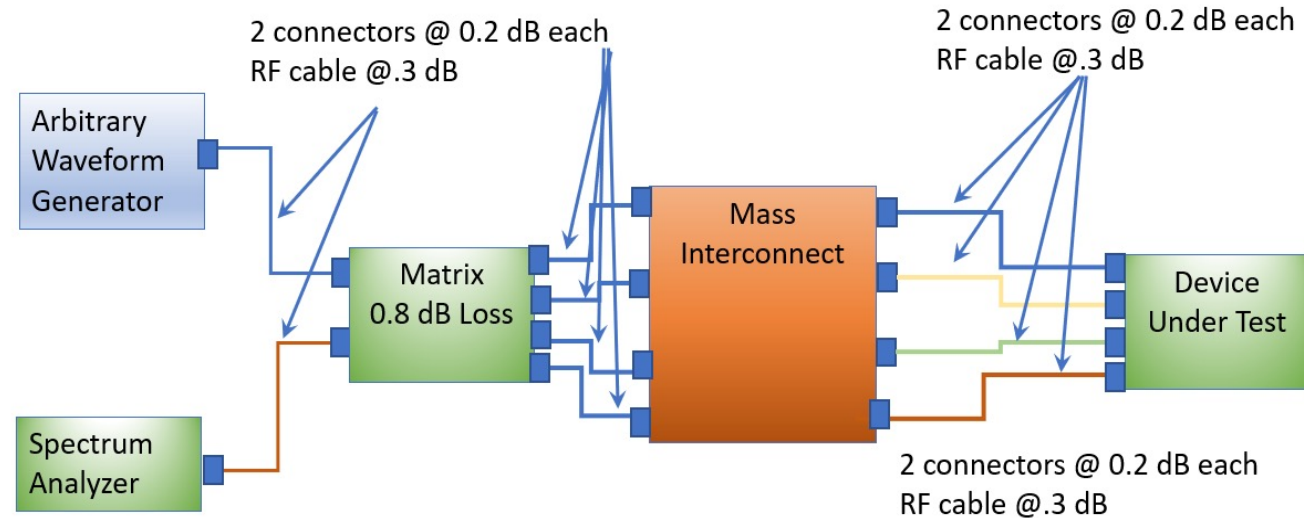 2 connectors @ 0.2 dB each
RF cable @.3 dB
2 connectors @ 0.2 dB each
RF cable @.3 dB
Arbitrary
Waveform
Generator
Mass
Interconnect
Matrix
0.8 dB Loss
Device
Under Test
Spectrum
Analyzer
2 connectors @ 0.2 dB each
RF cable @.3 dB